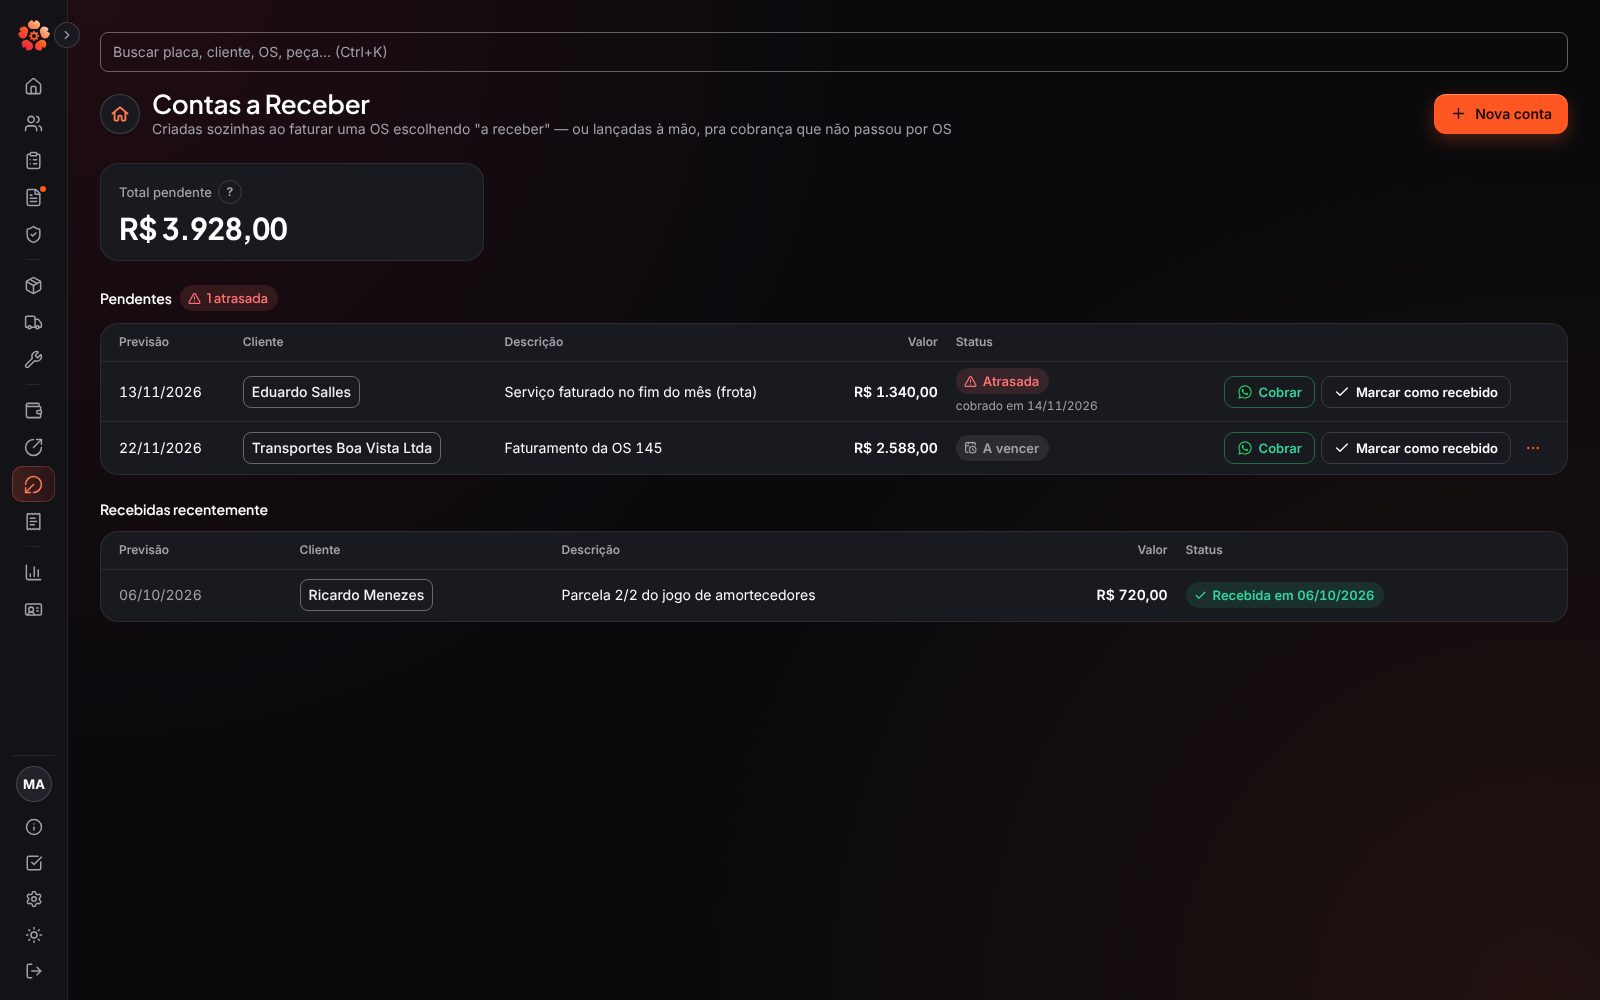 Buscar placa, cliente, OS, peça... (Ctrl+K)
Contas a Receber
Criadas sozinhas ao faturar uma OS escolhendo "a receber" — ou lançadas à mão, pra cobrança que não passou por OS
+ Nova conta
Total pendente ?
R$ 3.928,00
Pendentes 1 atrasada
Previsão Cliente Descrição Valor Status
13/11/2026 Eduardo Salles Serviço faturado no fim do mês (frota) R$ 1.340,00 Atrasada Cobrar Marcar como recebido
cobrado em 14/11/2026
22/11/2026 Transportes Boa Vista Ltda Faturamento da OS 145 R$ 2.588,00 A vencer Cobrar Marcar como recebido ...
Recebidas recentemente
Previsão Cliente Descrição Valor Status
06/10/2026 Ricardo Menezes Parcela 2/2 do jogo de amortecedores R$ 720,00 Recebida em 06/10/2026
MA